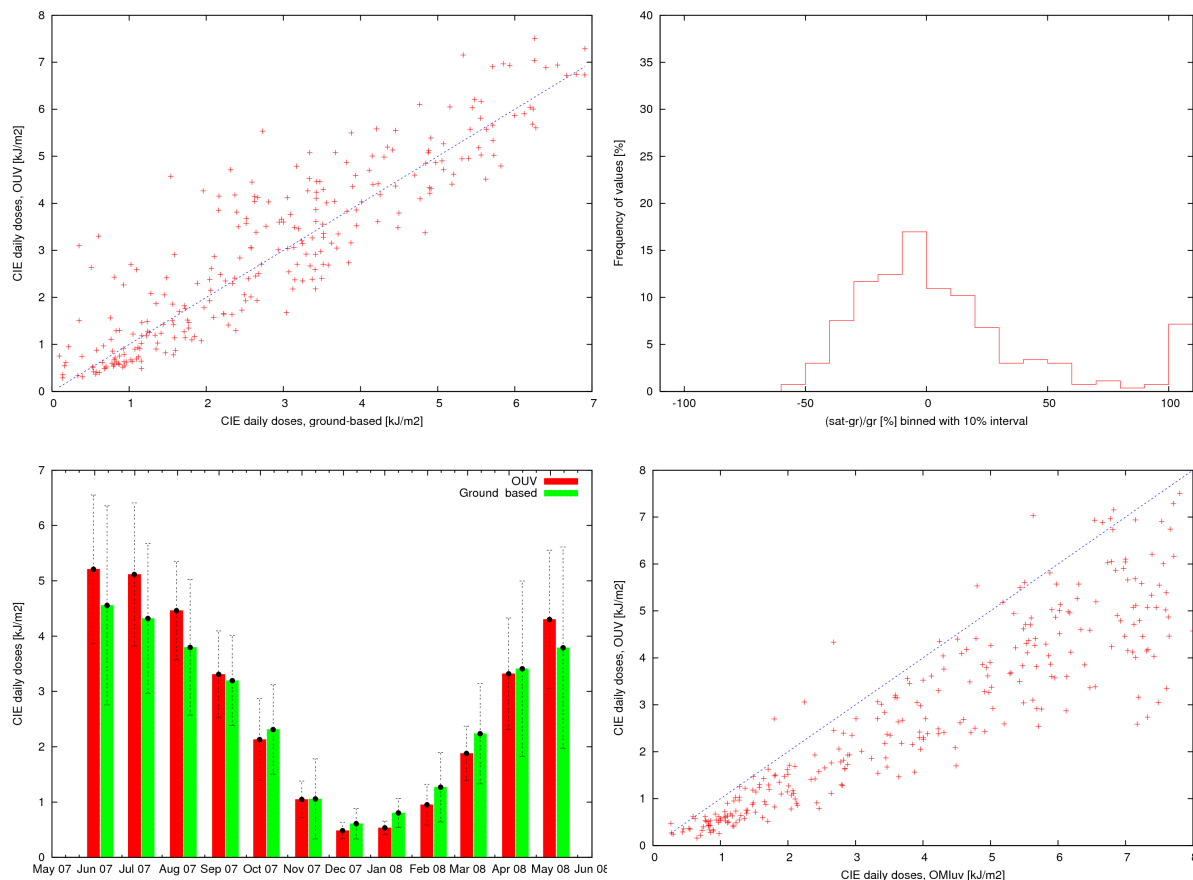 8
7
6
5
4
3
2
1
0
CIE daily doses, OUV [kJ/m2]
0 1 2 3 4 5 6 7
CIE daily doses, ground-based [kJ/m2]
40
35
30
25
20
15
10
5
0
Frequency of values [%]
-100 -50 0 50 100
(sat-gr)/gr [%] binned with 10% interval
7
6
5
4
3
2
1
0
CIE daily doses [kJ/m2]
OUV
Ground based
May 07 Jun 07 Jul 07 Aug 07 Sep 07 Oct 07 Nov 07 Dec 07 Jan 08 Feb 08 Mar 08 Apr 08 May 08 Jun 08
8
7
6
5
4
3
2
1
0
CIE daily doses, OUV [kJ/m2]
0 1 2 3 4 5 6 7 8
CIE daily doses, OMIuv [kJ/m2]